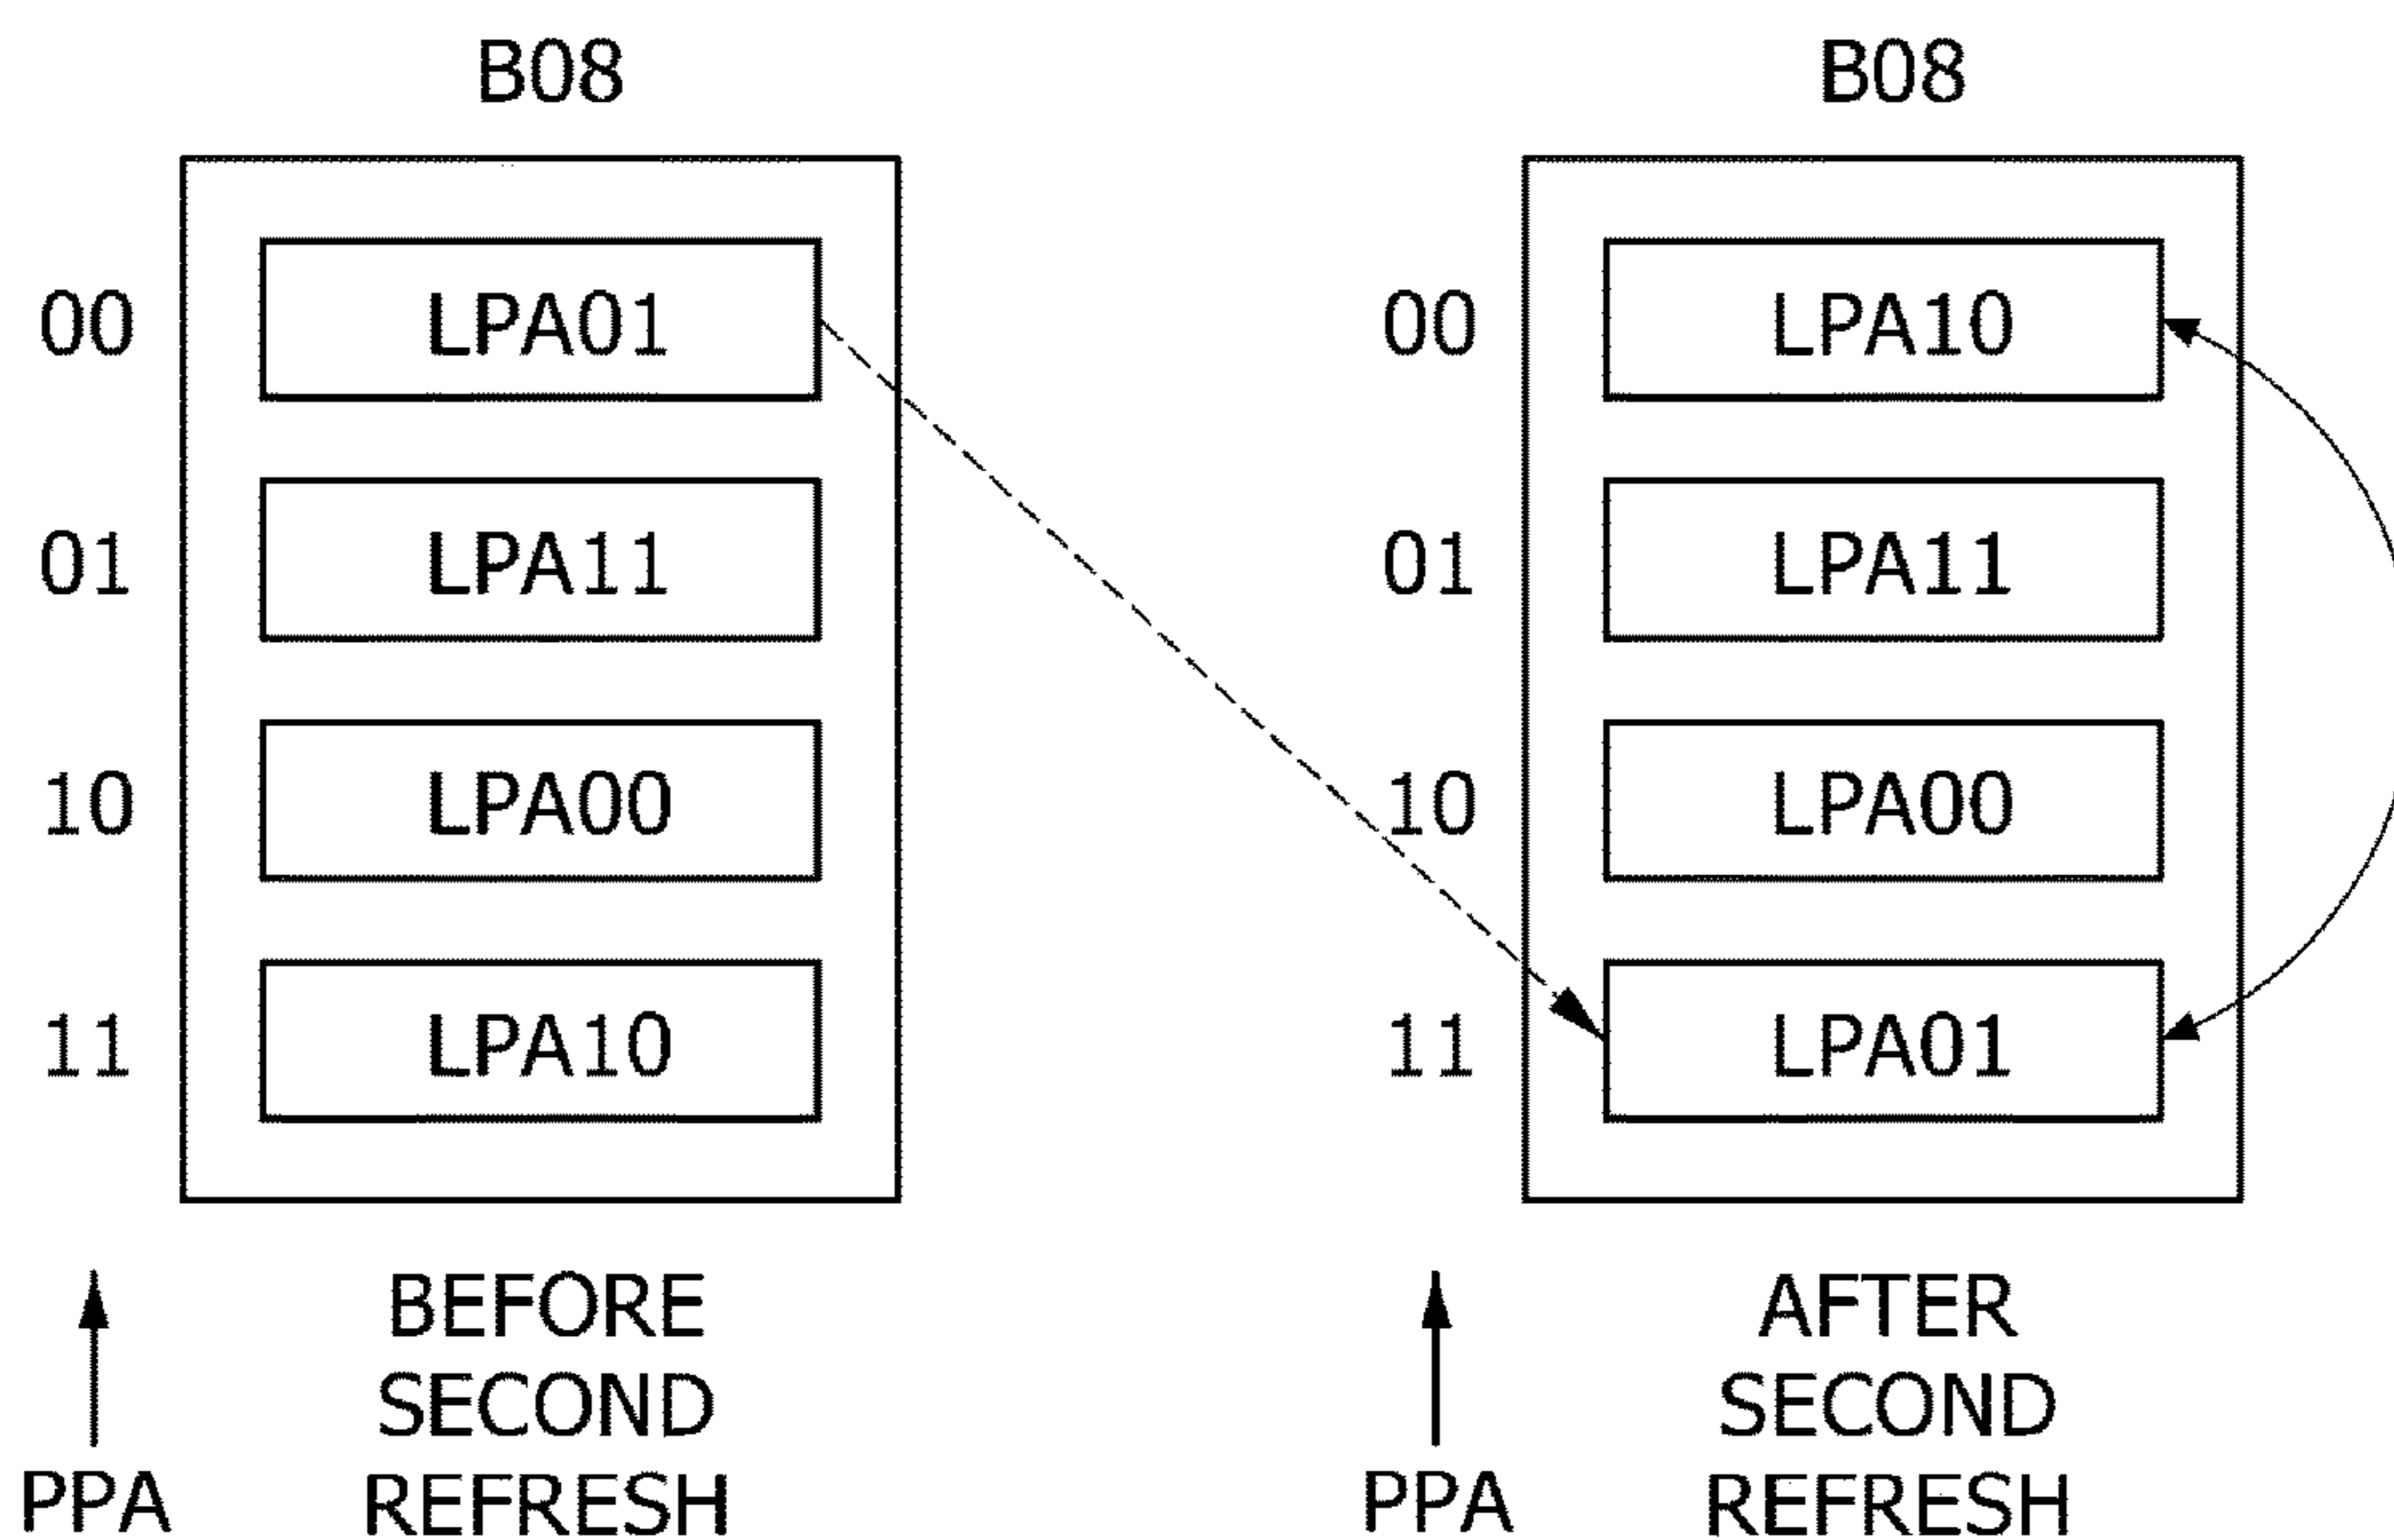 B08
00 LPA01
01 LPA11
10 LPA00
11 LPA10
PPA
BEFORE
SECOND
REFRESH
B08
00 LPA10
01 LPA11
10 LPA00
11 LPA01
PPA
AFTER
SECOND
REFRESH